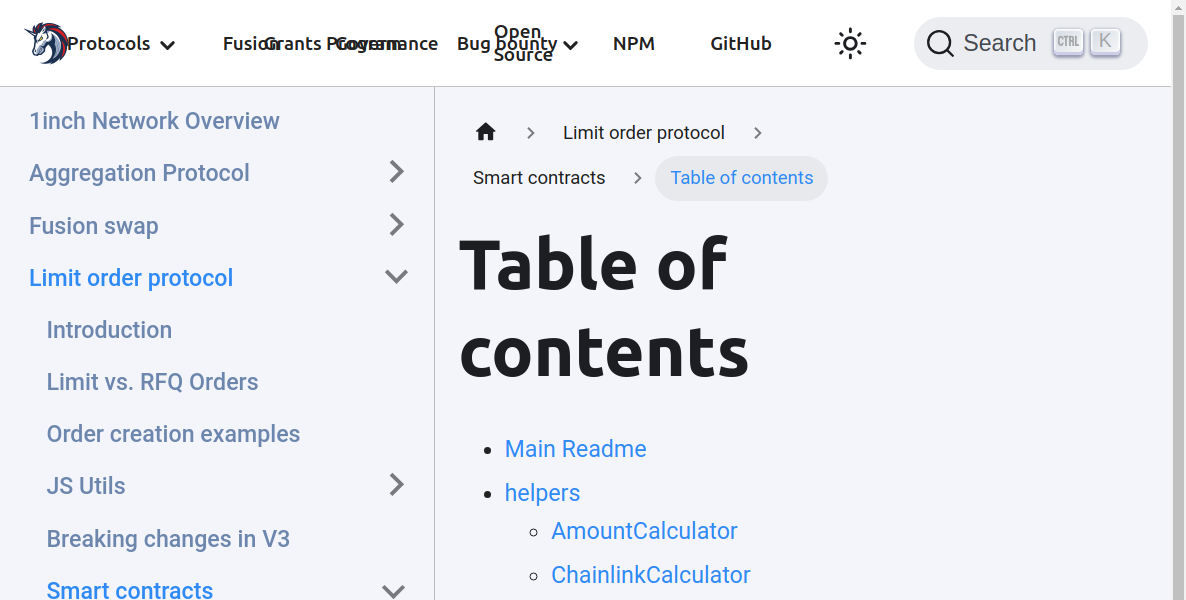 Protocols Fusion Grants Program Governance Bug bounty Open Source NPM GitHub Search CTRL K
1inch Network Overview
Aggregation Protocol
Fusion swap
Limit order protocol
Introduction
Limit vs. RFQ Orders
Order creation examples
JS Utils
Breaking changes in V3
Smart contracts
Limit order protocol
Smart contracts Table of contents
Table of
contents
Main Readme
helpers
AmountCalculator
ChainlinkCalculator